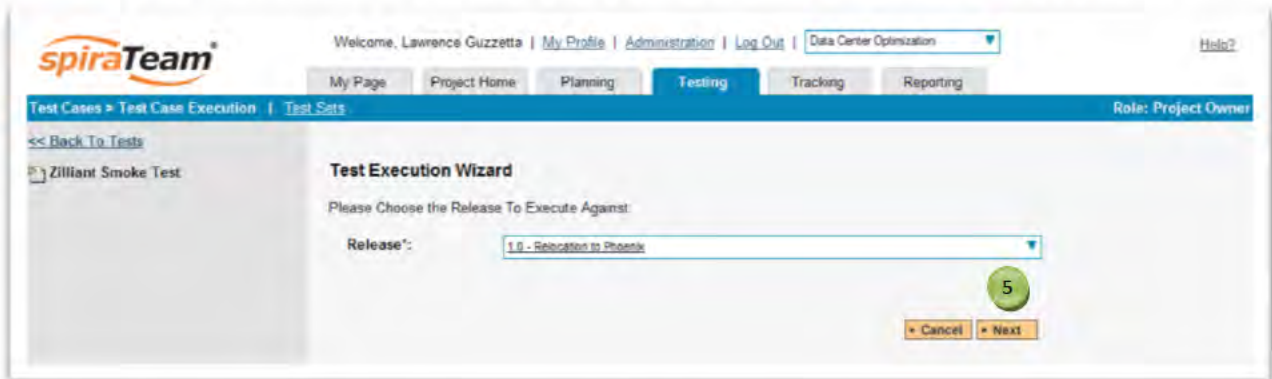 spiraTeam®
Welcome, Lawrence Guzzetta | My Profile | Administration | Log Out | Data Center Optimization
Help?
My Page Project Home Planning Testing Tracking Reporting
Test Cases > Test Case Execution | Test Sets Role: Project Owner
<< Back To Tests
Zilliant Smoke Test
Test Execution Wizard
Please Choose the Release To Execute Against:
Release*: 1.0 - Relocation to Phoenix
5
Cancel Next